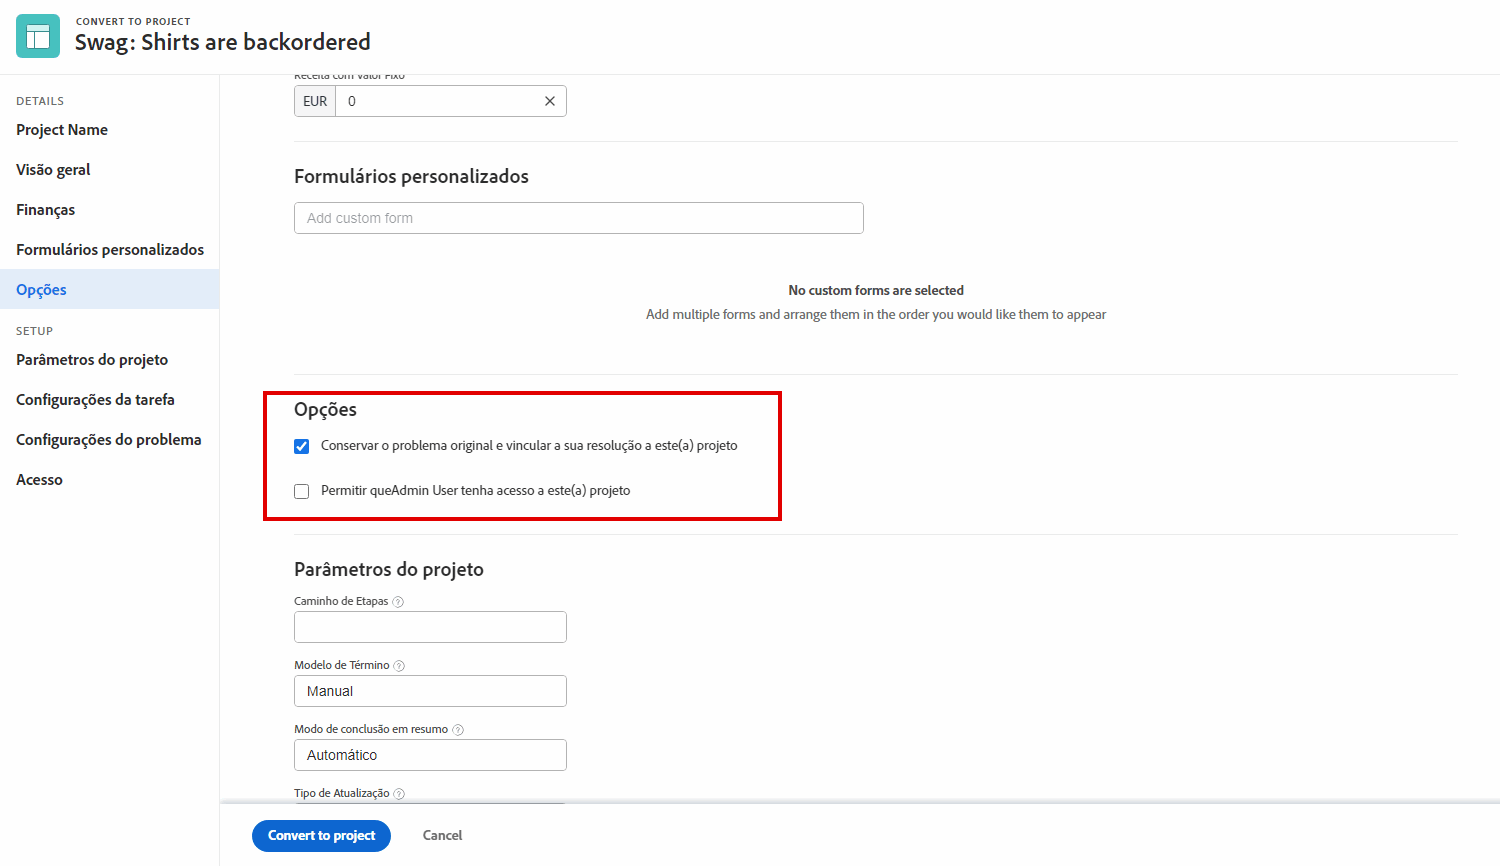 CONVERT TO PROJECT
Swag: Shirts are backordered
DETAILS
Project Name
Visão geral
Finanças
Formulários personalizados
Opções
SETUP
Parâmetros do projeto
Configurações da tarefa
Configurações do problema
Acesso
Receita com Valor Fixo
EUR 0
Formulários personalizados
Add custom form
No custom forms are selected
Add multiple forms and arrange them in the order you would like them to appear
Opções
Conservar o problema original e vincular a sua resolução a este(a) projeto
Permitir queAdmin User tenha acesso a este(a) projeto
Parâmetros do projeto
Caminho de Etapas
Modelo de Término
Manual
Modo de conclusão em resumo
Automático
Tipo de Atualização
Convert to project Cancel